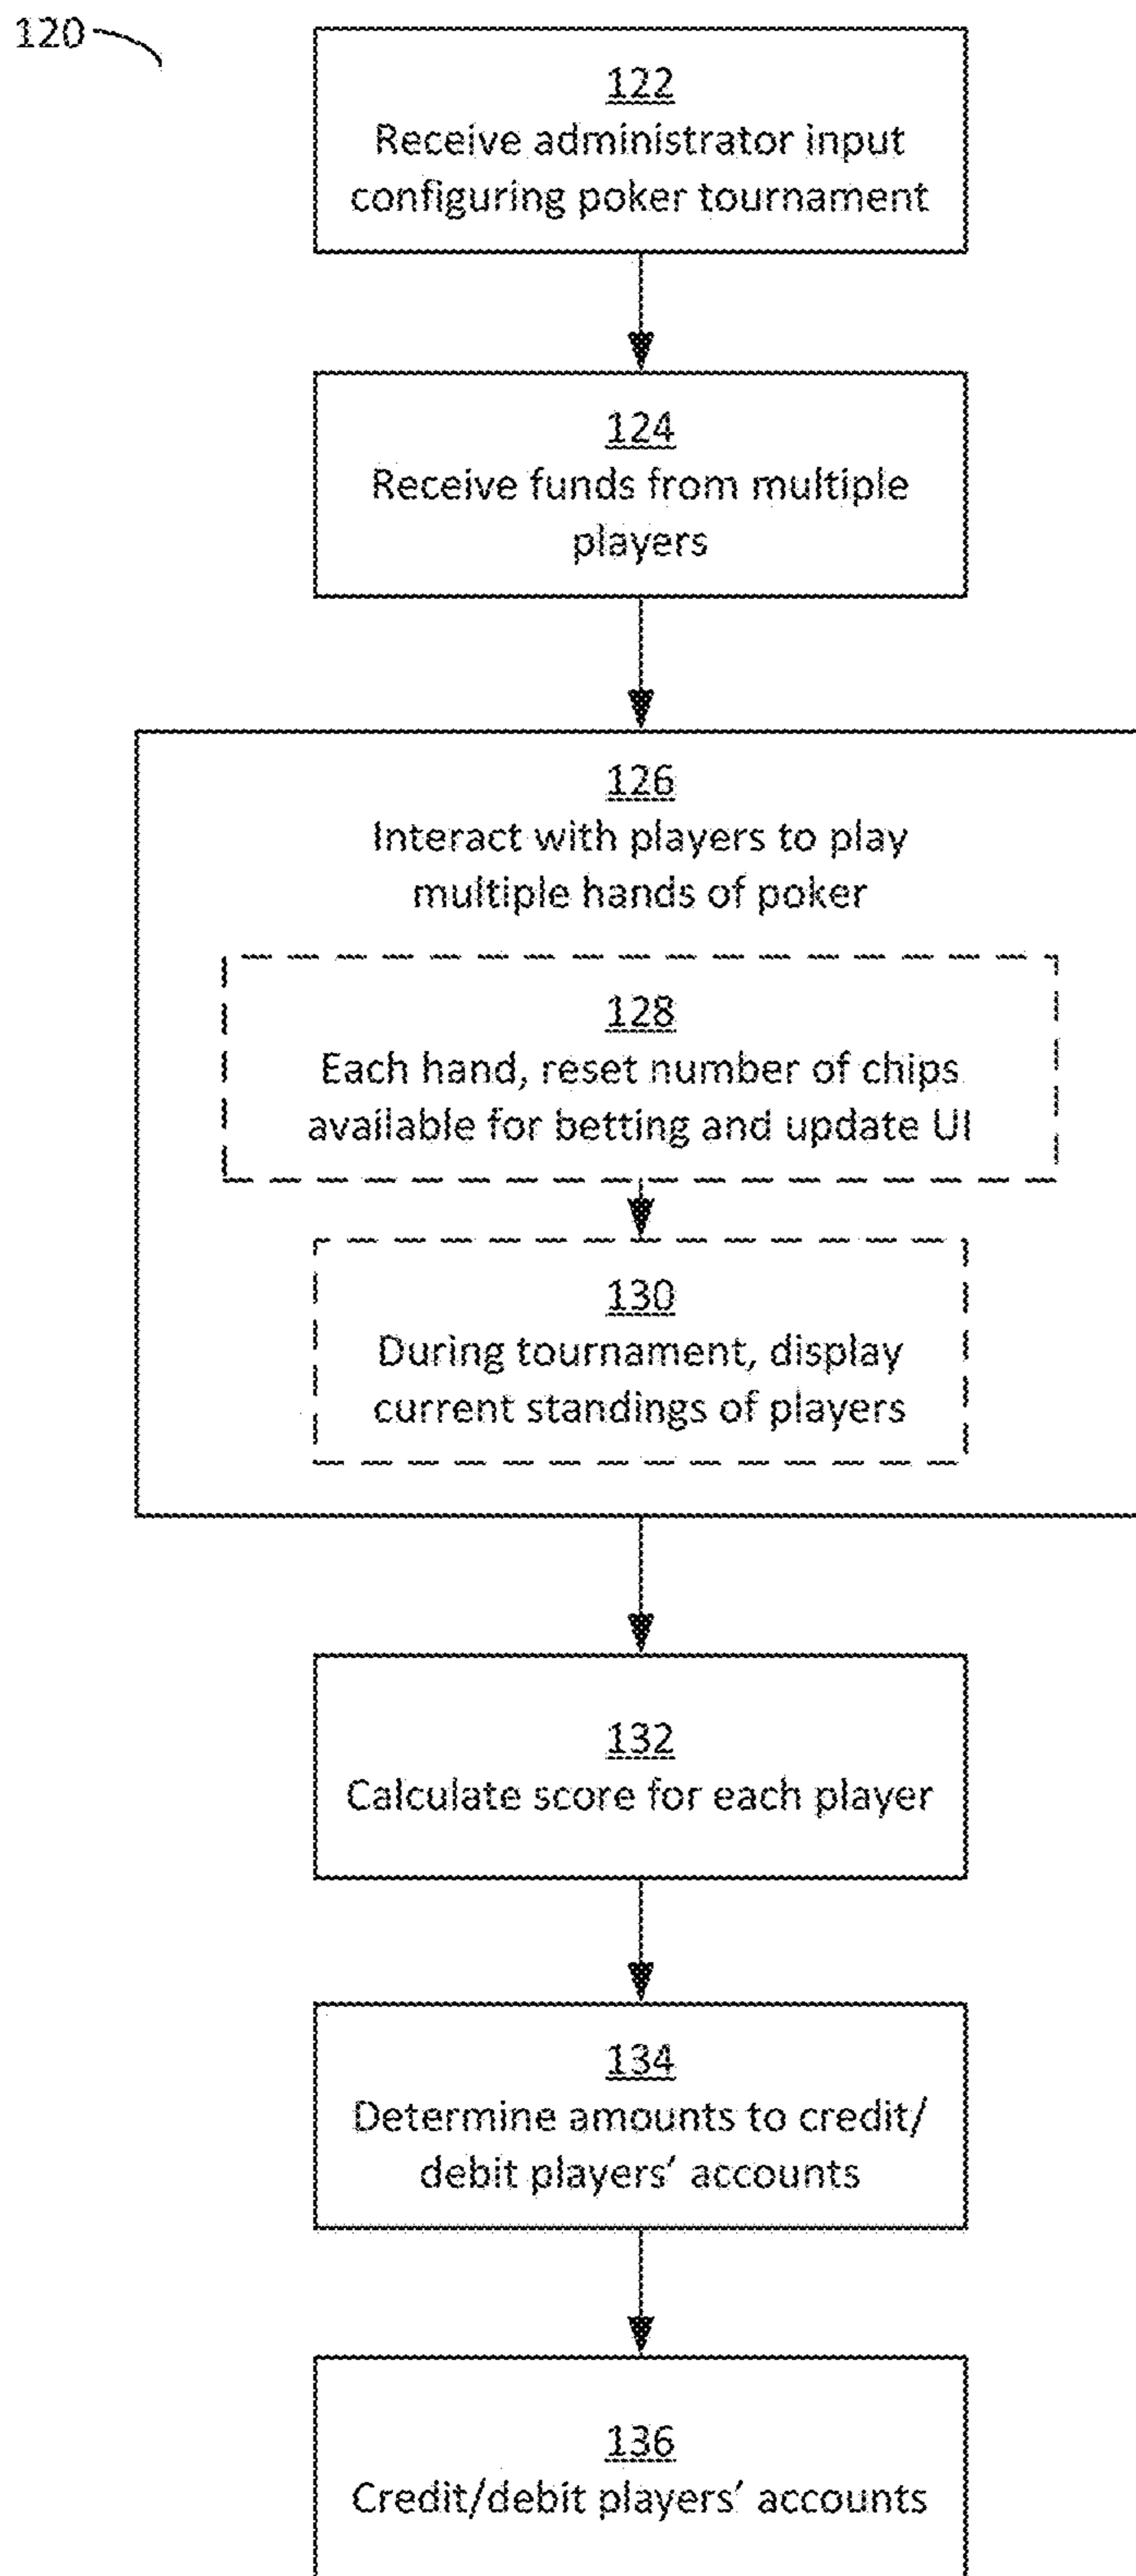 120
122
Receive administrator input
configuring poker tournament
124
Receive funds from multiple
players
126
Interact with players to play
multiple hands of poker
128
Each hand, reset number of chips
available for betting and update UI
130
During tournament, display
current standings of players
132
Calculate score for each player
134
Determine amounts to credit/
debit players’ accounts
136
Credit/debit players’ accounts